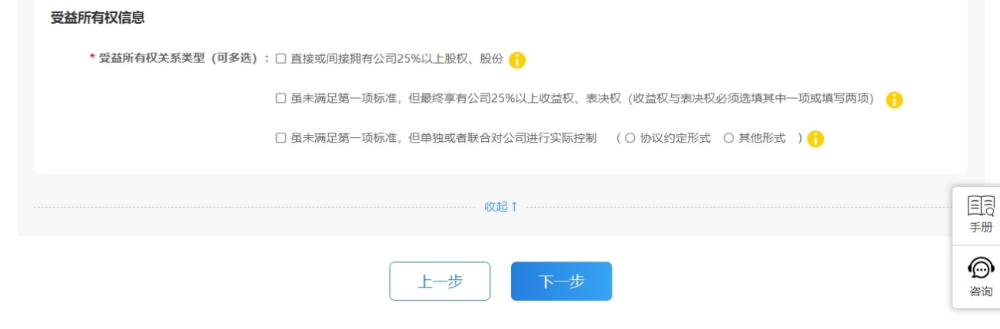 受益所有权信息
* 受益所有权关系类型（可多选）： 直接或间接拥有公司25%以上股权、股份
虽未满足第一项标准，但最终享有公司25%以上收益权、表决权（收益权与表决权必须选填其中一项或填写两项）
虽未满足第一项标准，但单独或者联合对公司进行实际控制 （ 协议约定形式 其他形式 ）
收起↑
手册
上一步 下一步
咨询